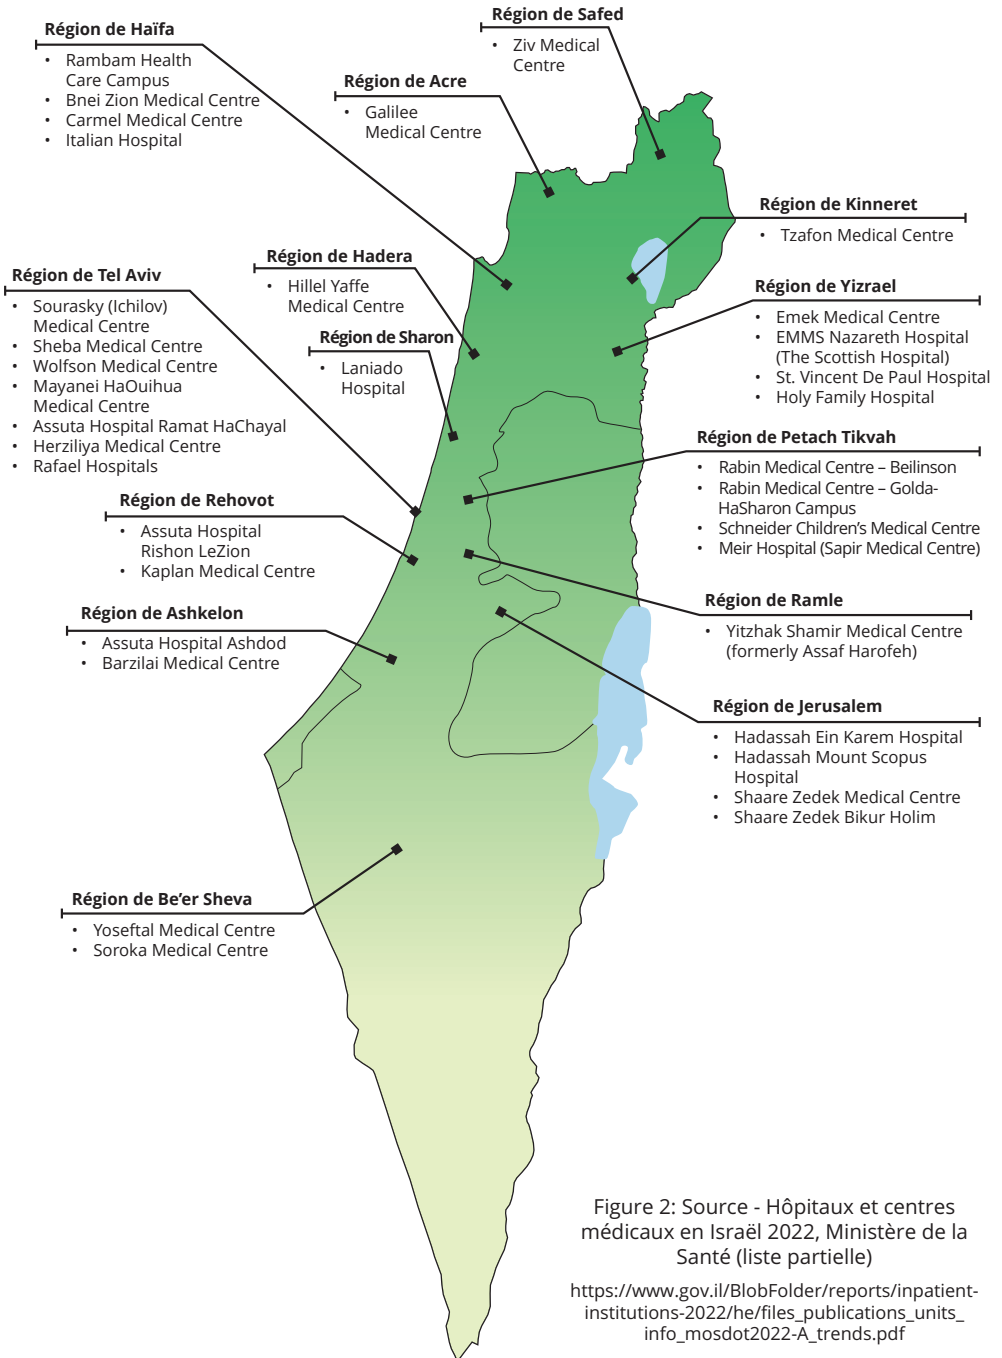 Région de Haïfa
• Rambam Health
Care Campus
• Bnei Zion Medical Centre
• Carmel Medical Centre
• Italian Hospital
Région de Safed
• Ziv Medical
Centre
Région de Acre
• Galilee
Medical Centre
Région de Kinneret
• Tzafon Medical Centre
Région de Hadera
• Hillel Yaffe
Medical Centre
Région de Tel Aviv
• Sourasky (Ichilov)
Medical Centre
• Sheba Medical Centre
• Wolfson Medical Centre
• Mayanei HaOuihua
Medical Centre
• Assuta Hospital Ramat HaChayal
• Herziliya Medical Centre
• Rafael Hospitals
Région de Yizrael
• Emek Medical Centre
• EMMS Nazareth Hospital
(The Scottish Hospital)
• St. Vincent De Paul Hospital
• Holy Family Hospital
Région de Sharon
• Laniado
Hospital
Région de Petach Tikvah
• Rabin Medical Centre – Beilinson
• Rabin Medical Centre – Golda-
HaSharon Campus
• Schneider Children's Medical Centre
• Meir Hospital (Sapir Medical Centre)
Région de Rehovot
• Assuta Hospital
Rishon LeZion
• Kaplan Medical Centre
Région de Ramle
• Yitzhak Shamir Medical Centre
(formerly Assaf Harofeh)
Région de Ashkelon
• Assuta Hospital Ashdod
• Barzilai Medical Centre
Région de Jerusalem
• Hadassah Ein Karem Hospital
• Hadassah Mount Scopus
Hospital
• Shaare Zedek Medical Centre
• Shaare Zedek Bikur Holim
Région de Be'er Sheva
• Yoseftal Medical Centre
• Soroka Medical Centre
Figure 2: Source - Hôpitaux et centres
médicaux en Israël 2022, Ministère de la
Santé (liste partielle)
https://www.gov.il/BlobFolder/reports/inpatient-
institutions-2022/he/files_publications_units_
info_mosdot2022-A_trends.pdf